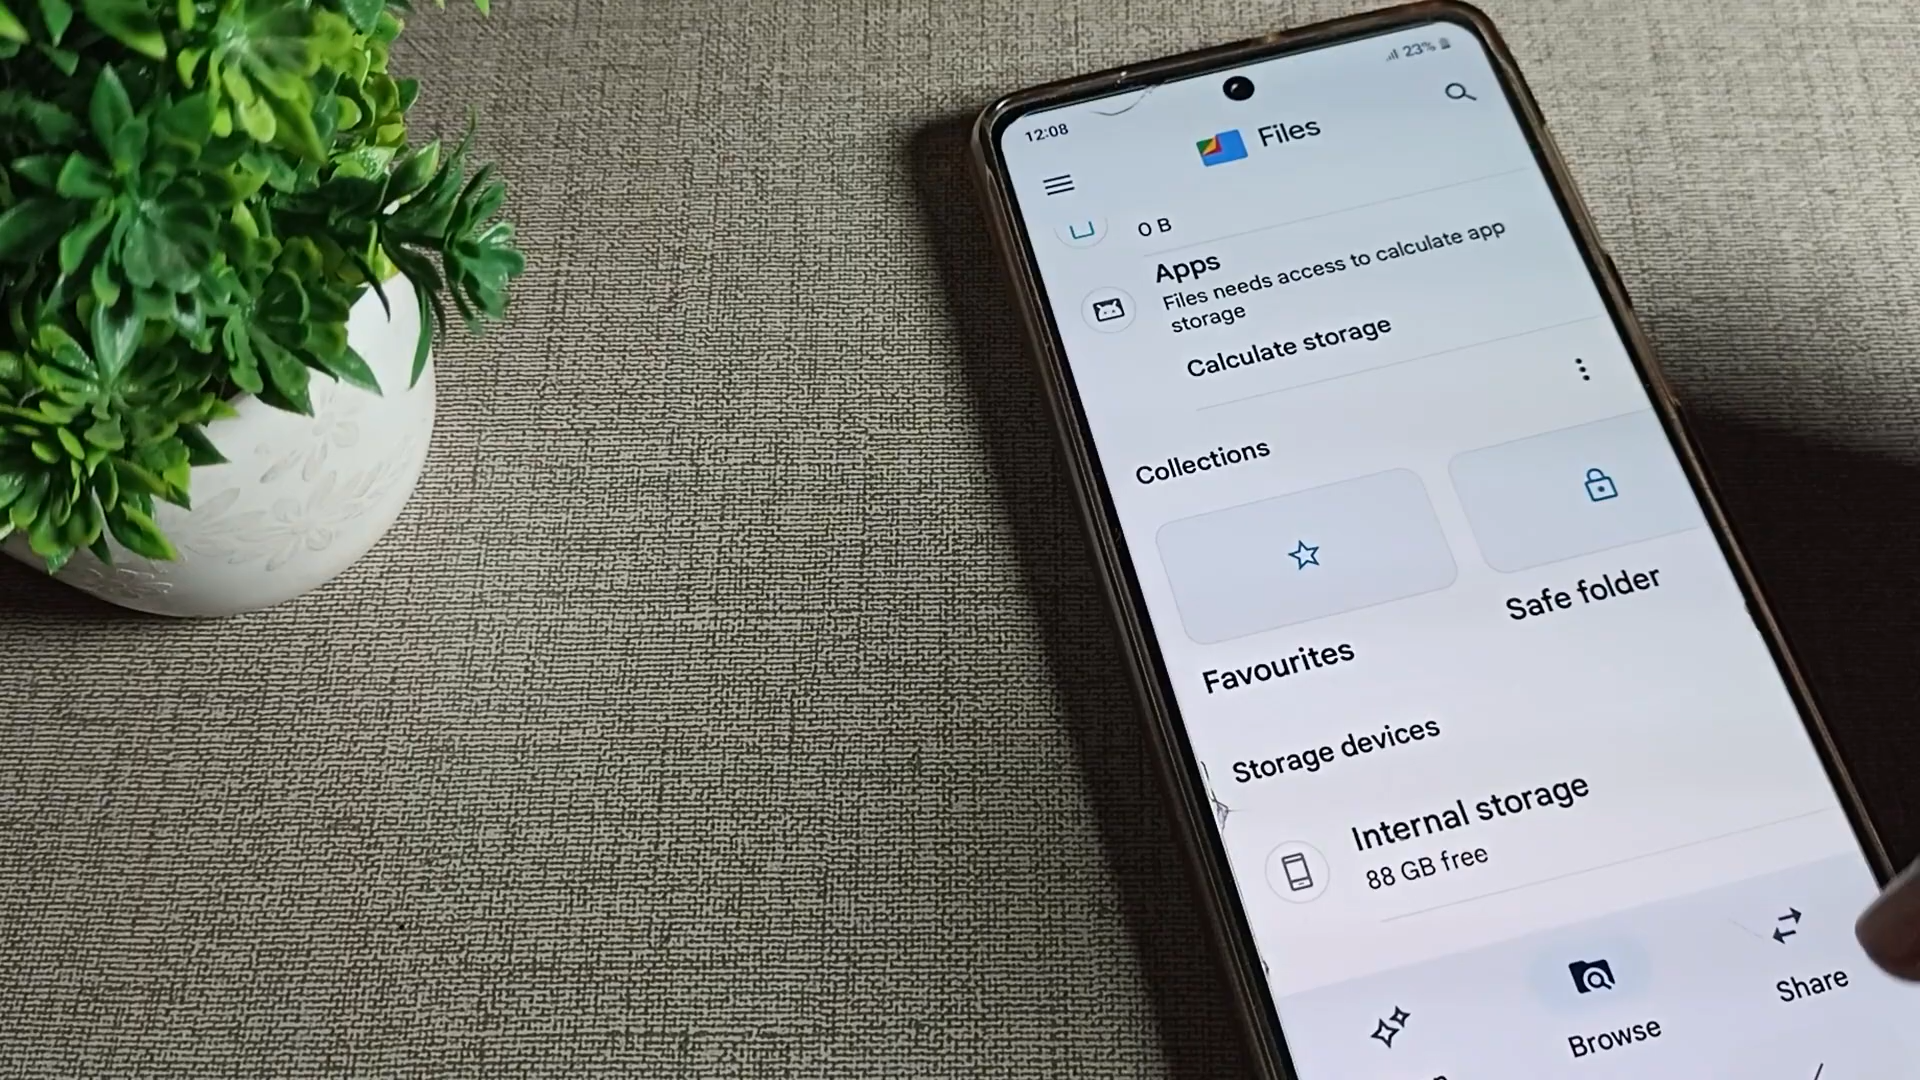 12:08
23%
Files
0 B
Apps
Files needs access to calculate app
storage
Calculate storage
Collections
Favourites
Safe folder
Storage devices
Internal storage
88 GB free
Browse
Share